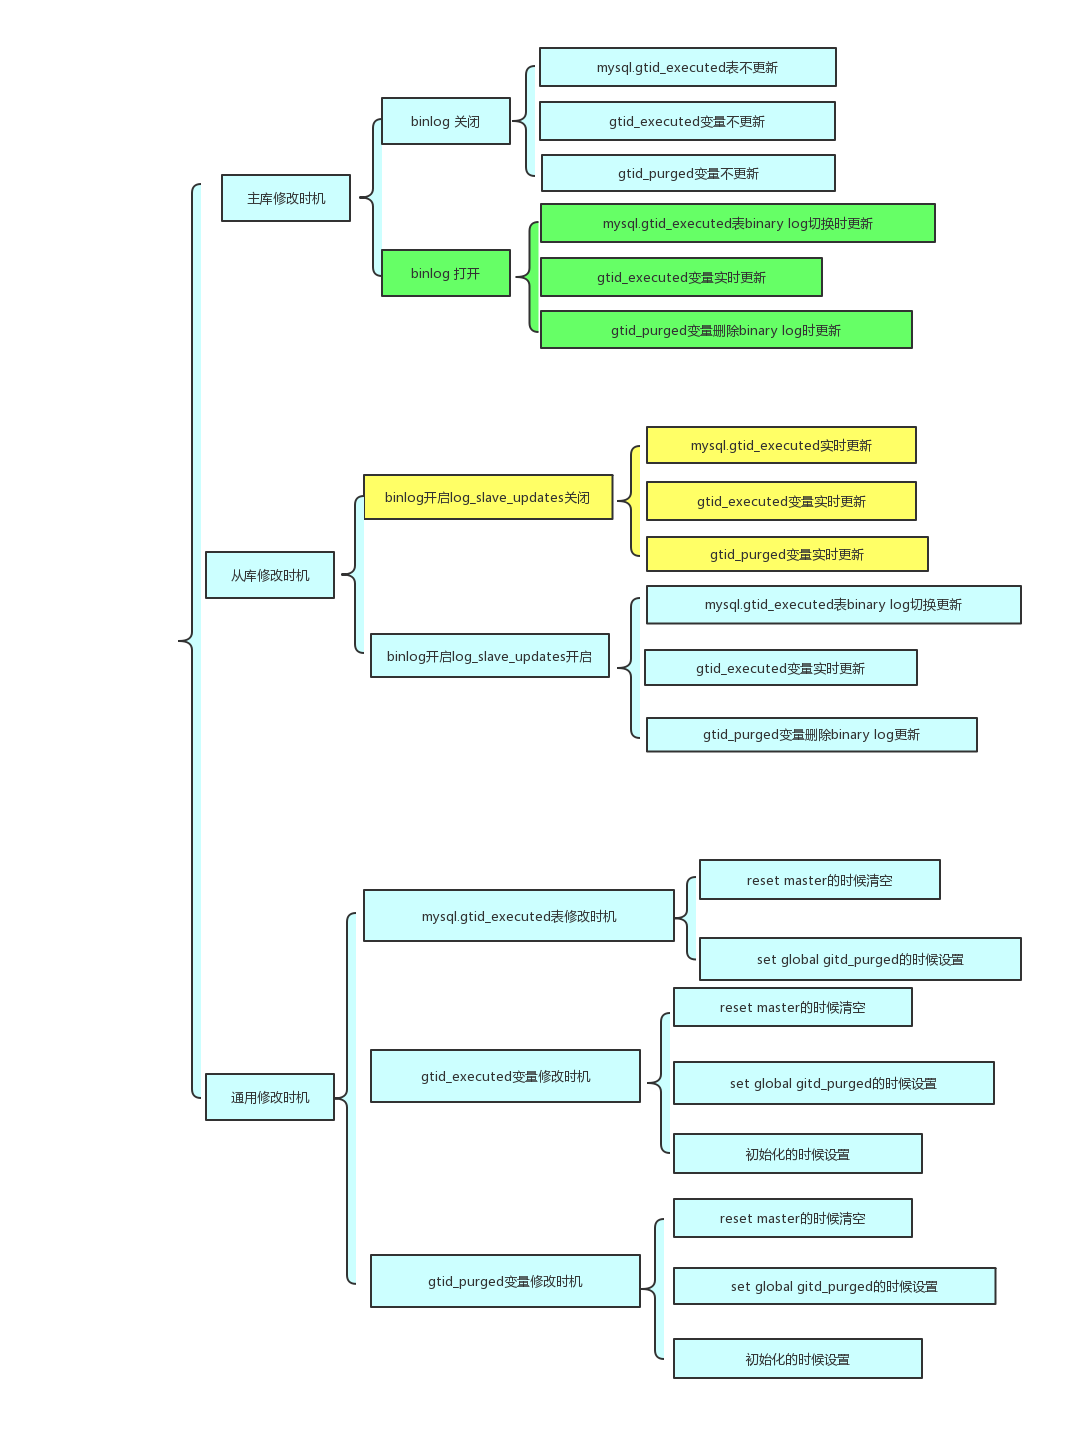 主库修改时机
binlog 关闭
mysql.gtid_executed表不更新
gtid_executed变量不更新
gtid_purged变量不更新
binlog 打开
mysql.gtid_executed表binary log切换时更新
gtid_executed变量实时更新
gtid_purged变量删除binary log时更新
从库修改时机
binlog开启log_slave_updates关闭
mysql.gtid_executed实时更新
gtid_executed变量实时更新
gtid_purged变量实时更新
binlog开启log_slave_updates开启
mysql.gtid_executed表binary log切换更新
gtid_executed变量实时更新
gtid_purged变量删除binary log更新
通用修改时机
mysql.gtid_executed表修改时机
reset master的时候清空
set global gitd_purged的时候设置
gtid_executed变量修改时机
reset master的时候清空
set global gitd_purged的时候设置
初始化的时候设置
gtid_purged变量修改时机
reset master的时候清空
set global gitd_purged的时候设置
初始化的时候设置